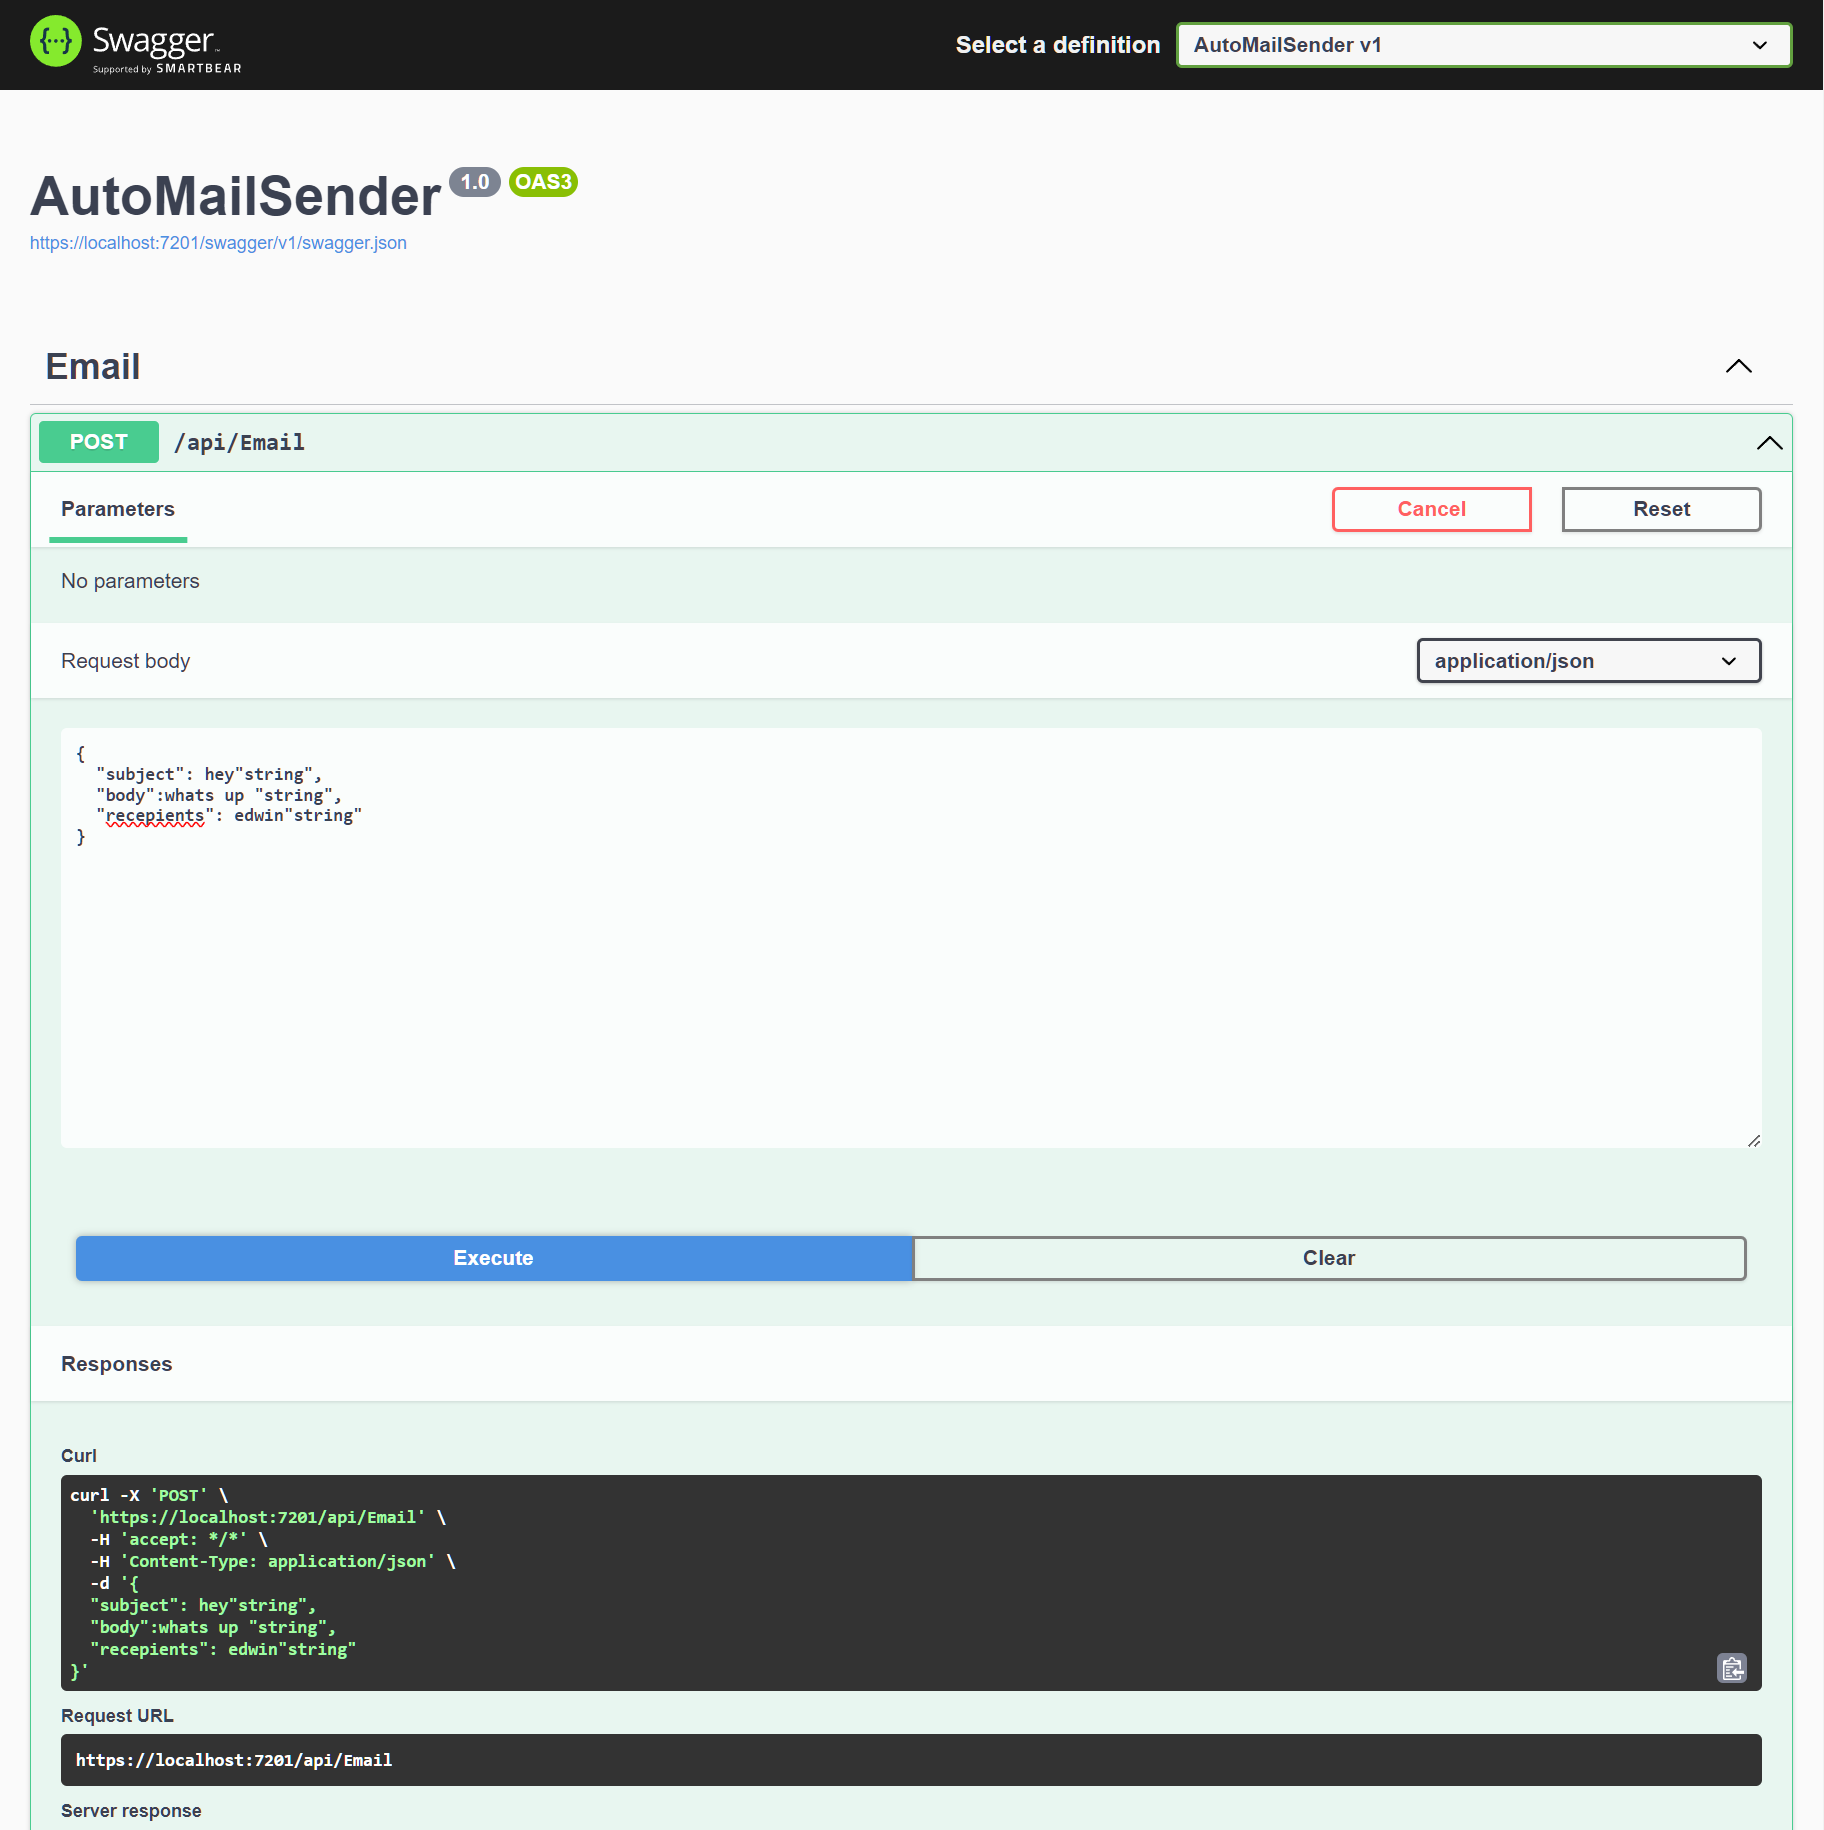 Swagger
Supported by SMARTBEAR
Select a definition
AutoMailSender v1
AutoMailSender 1.0 OAS3
https://localhost:7201/swagger/v1/swagger.json
Email
POST /api/Email
Parameters
Cancel
Reset
No parameters
Request body
application/json
{
  "subject": hey"string",
  "body":whats up "string",
  "recepients": edwin"string"
}
Execute
Clear
Responses
Curl
curl -X 'POST' \
  'https://localhost:7201/api/Email' \
  -H 'accept: */*' \
  -H 'Content-Type: application/json' \
  -d '{
  "subject": hey"string",
  "body":whats up "string",
  "recepients": edwin"string"
}'
Request URL
https://localhost:7201/api/Email
Server response